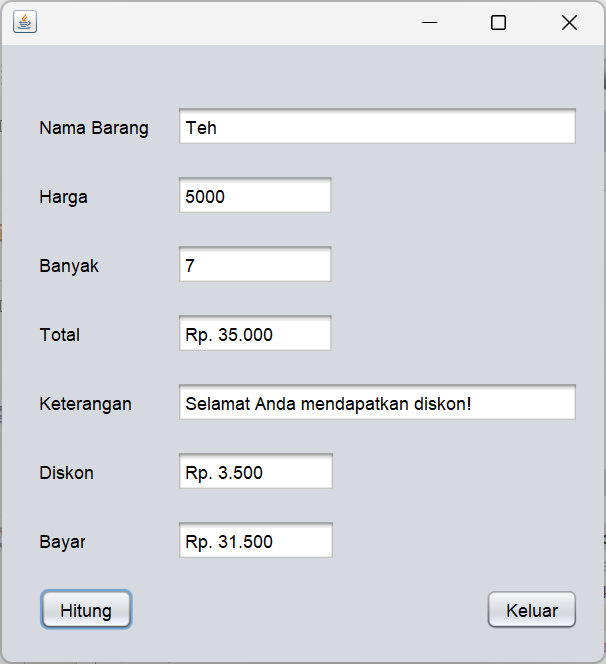 Nama Barang Teh
Harga 5000
Banyak 7
Total Rp. 35.000
Keterangan Selamat Anda mendapatkan diskon!
Diskon Rp. 3.500
Bayar Rp. 31.500
Hitung Keluar